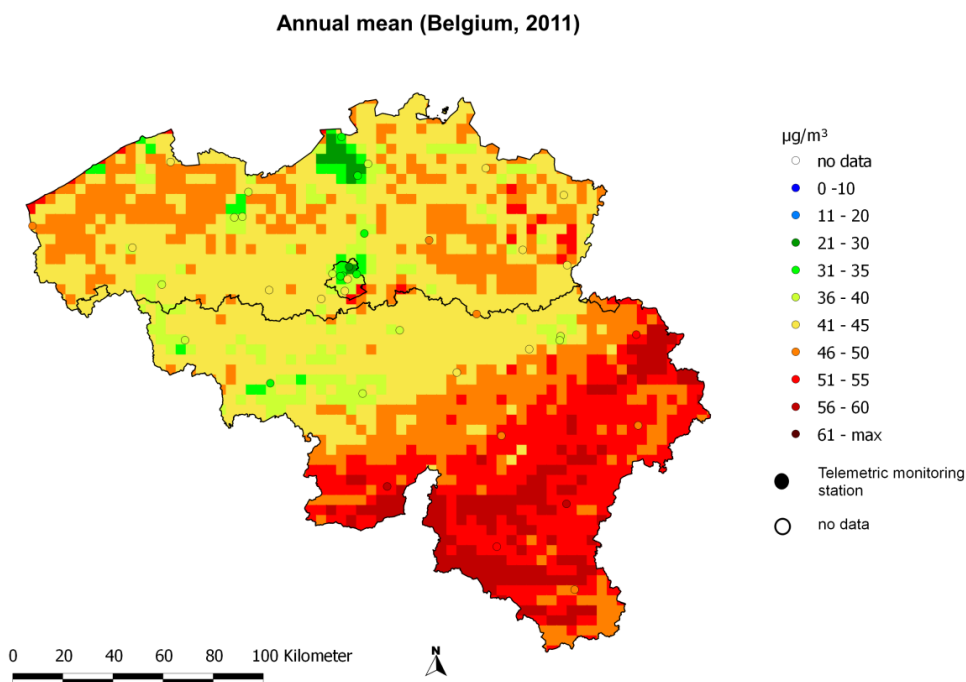 Annual mean (Belgium, 2011)
µg/m³
no data
0 -10
11 - 20
21 - 30
31 - 35
36 - 40
41 - 45
46 - 50
51 - 55
56 - 60
61 - max
Telemetric monitoring
station
no data
0 20 40 60 80 100 Kilometer
N